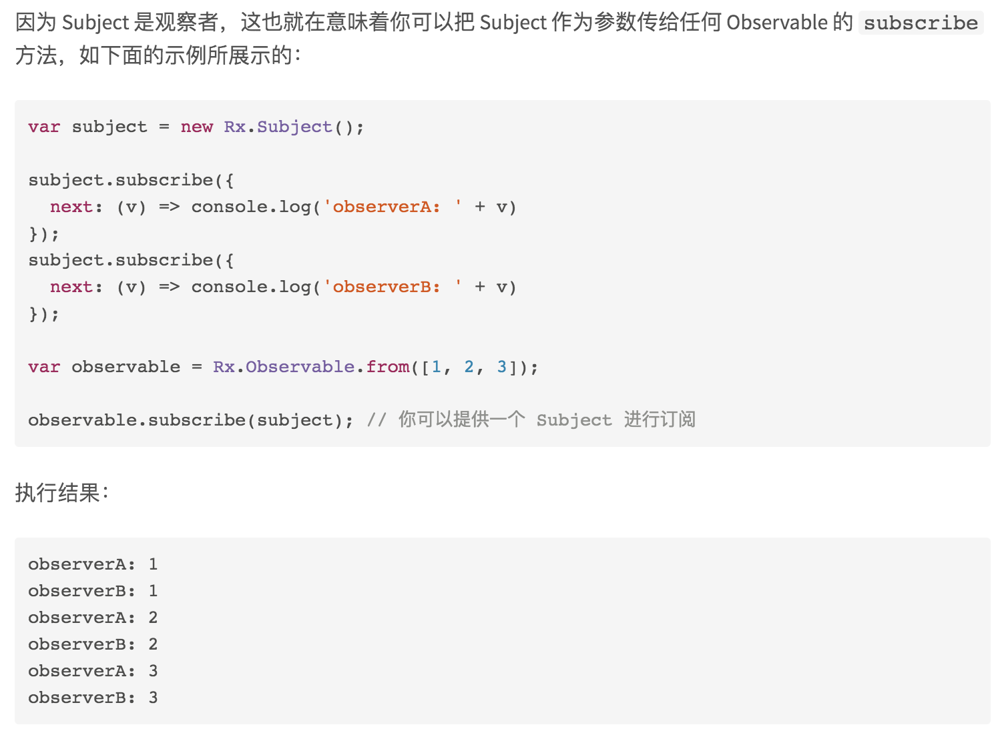 因为 Subject 是观察者，这也就在意味着你可以把 Subject 作为参数传给任何 Observable 的 subscribe
方法，如下面的示例所展示的：
var subject = new Rx.Subject();
subject.subscribe({
  next: (v) => console.log('observerA: ' + v)
});
subject.subscribe({
  next: (v) => console.log('observerB: ' + v)
});
var observable = Rx.Observable.from([1, 2, 3]);
observable.subscribe(subject); // 你可以提供一个 Subject 进行订阅
执行结果：
observerA: 1
observerB: 1
observerA: 2
observerB: 2
observerA: 3
observerB: 3